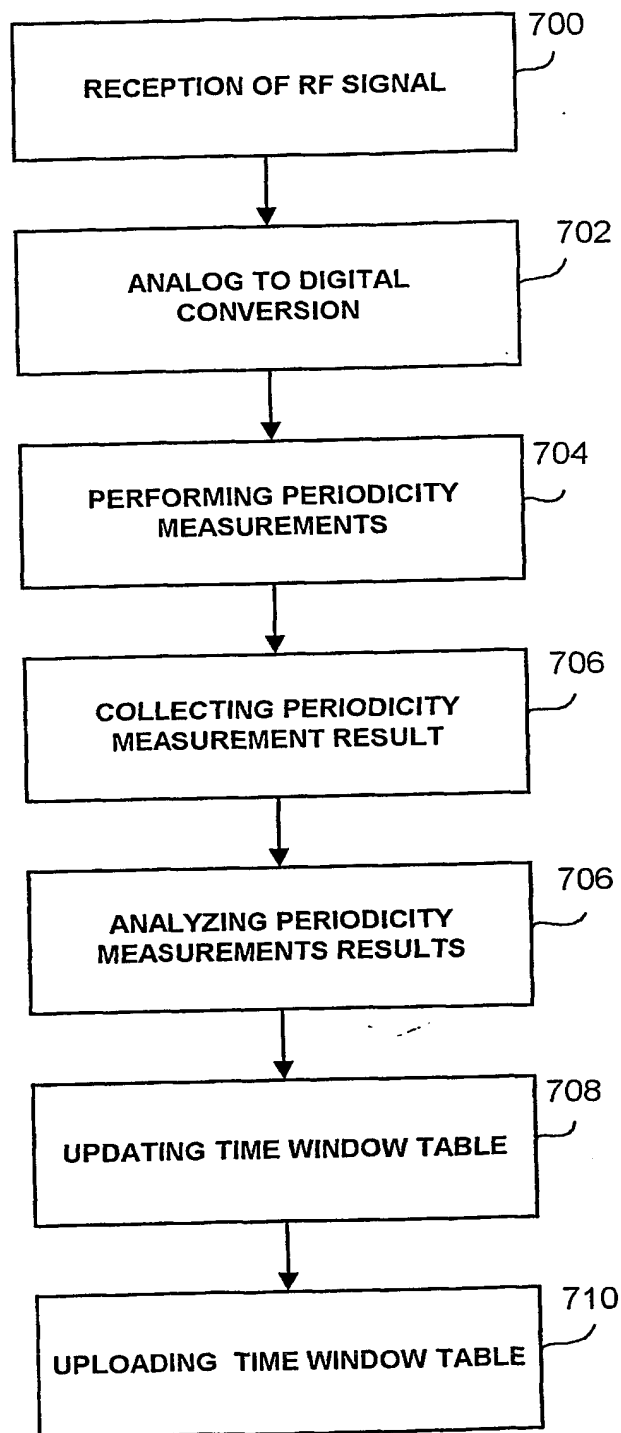 700
RECEPTION OF RF SIGNAL
702
ANALOG TO DIGITAL
CONVERSION
704
PERFORMING PERIODICITY
MEASUREMENTS
706
COLLECTING PERIODICITY
MEASUREMENT RESULT
706
ANALYZING PERIODICITY
MEASUREMENTS RESULTS
708
UPDATING TIME WINDOW TABLE
710
UPLOADING TIME WINDOW TABLE